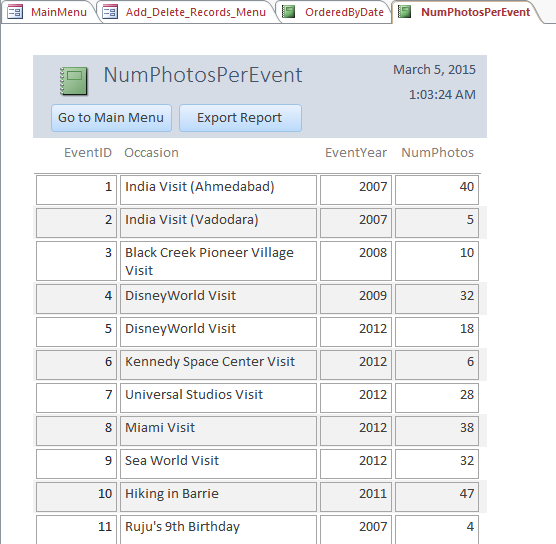 MainMenu Add_Delete_Records_Menu OrderedByDate NumPhotosPerEvent
NumPhotosPerEvent March 5, 2015
1:03:24 AM
Go to Main Menu Export Report
EventID Occasion EventYear NumPhotos
1 India Visit (Ahmedabad) 2007 40
2 India Visit (Vadodara) 2007 5
3 Black Creek Pioneer Village 2008 10
Visit
4 DisneyWorld Visit 2009 32
5 DisneyWorld Visit 2012 18
6 Kennedy Space Center Visit 2012 6
7 Universal Studios Visit 2012 28
8 Miami Visit 2012 38
9 Sea World Visit 2012 32
10 Hiking in Barrie 2011 47
11 Ruju's 9th Birthday 2007 4